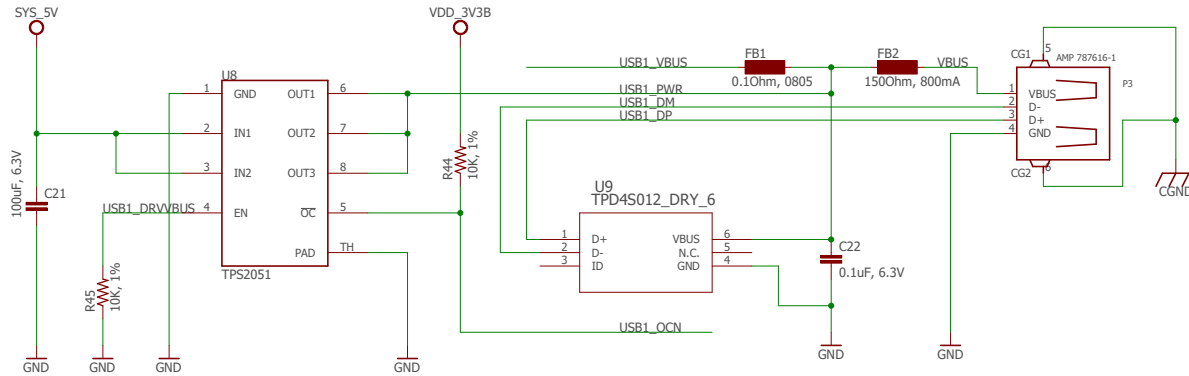 SYS_5V
VDD_3V3B
U8
1 GND OUT1 6
2 IN1 OUT2 7
3 IN2 OUT3 8
4 EN OC 5
PAD TH
TPS2051
C21
100uF, 6.3V
USB1_DRVVBUS
R45
10K, 1%
R44
10K, 1%
GND
GND
GND
GND
USB1_VBUS
USB1_PWR
USB1_DM
USB1_DP
FB1
0.1Ohm, 0805
FB2
150Ohm, 800mA
VBUS
U9
TPD4S012_DRY_6
1 D+ VBUS 6
2 D- N.C. 5
3 ID GND 4
C22
0.1uF, 6.3V
USB1_OCN
GND
GND
CG1
5
AMP 787616-1
P3
1 VBUS
2 D-
3 D+
4 GND
CG2
6
CGND